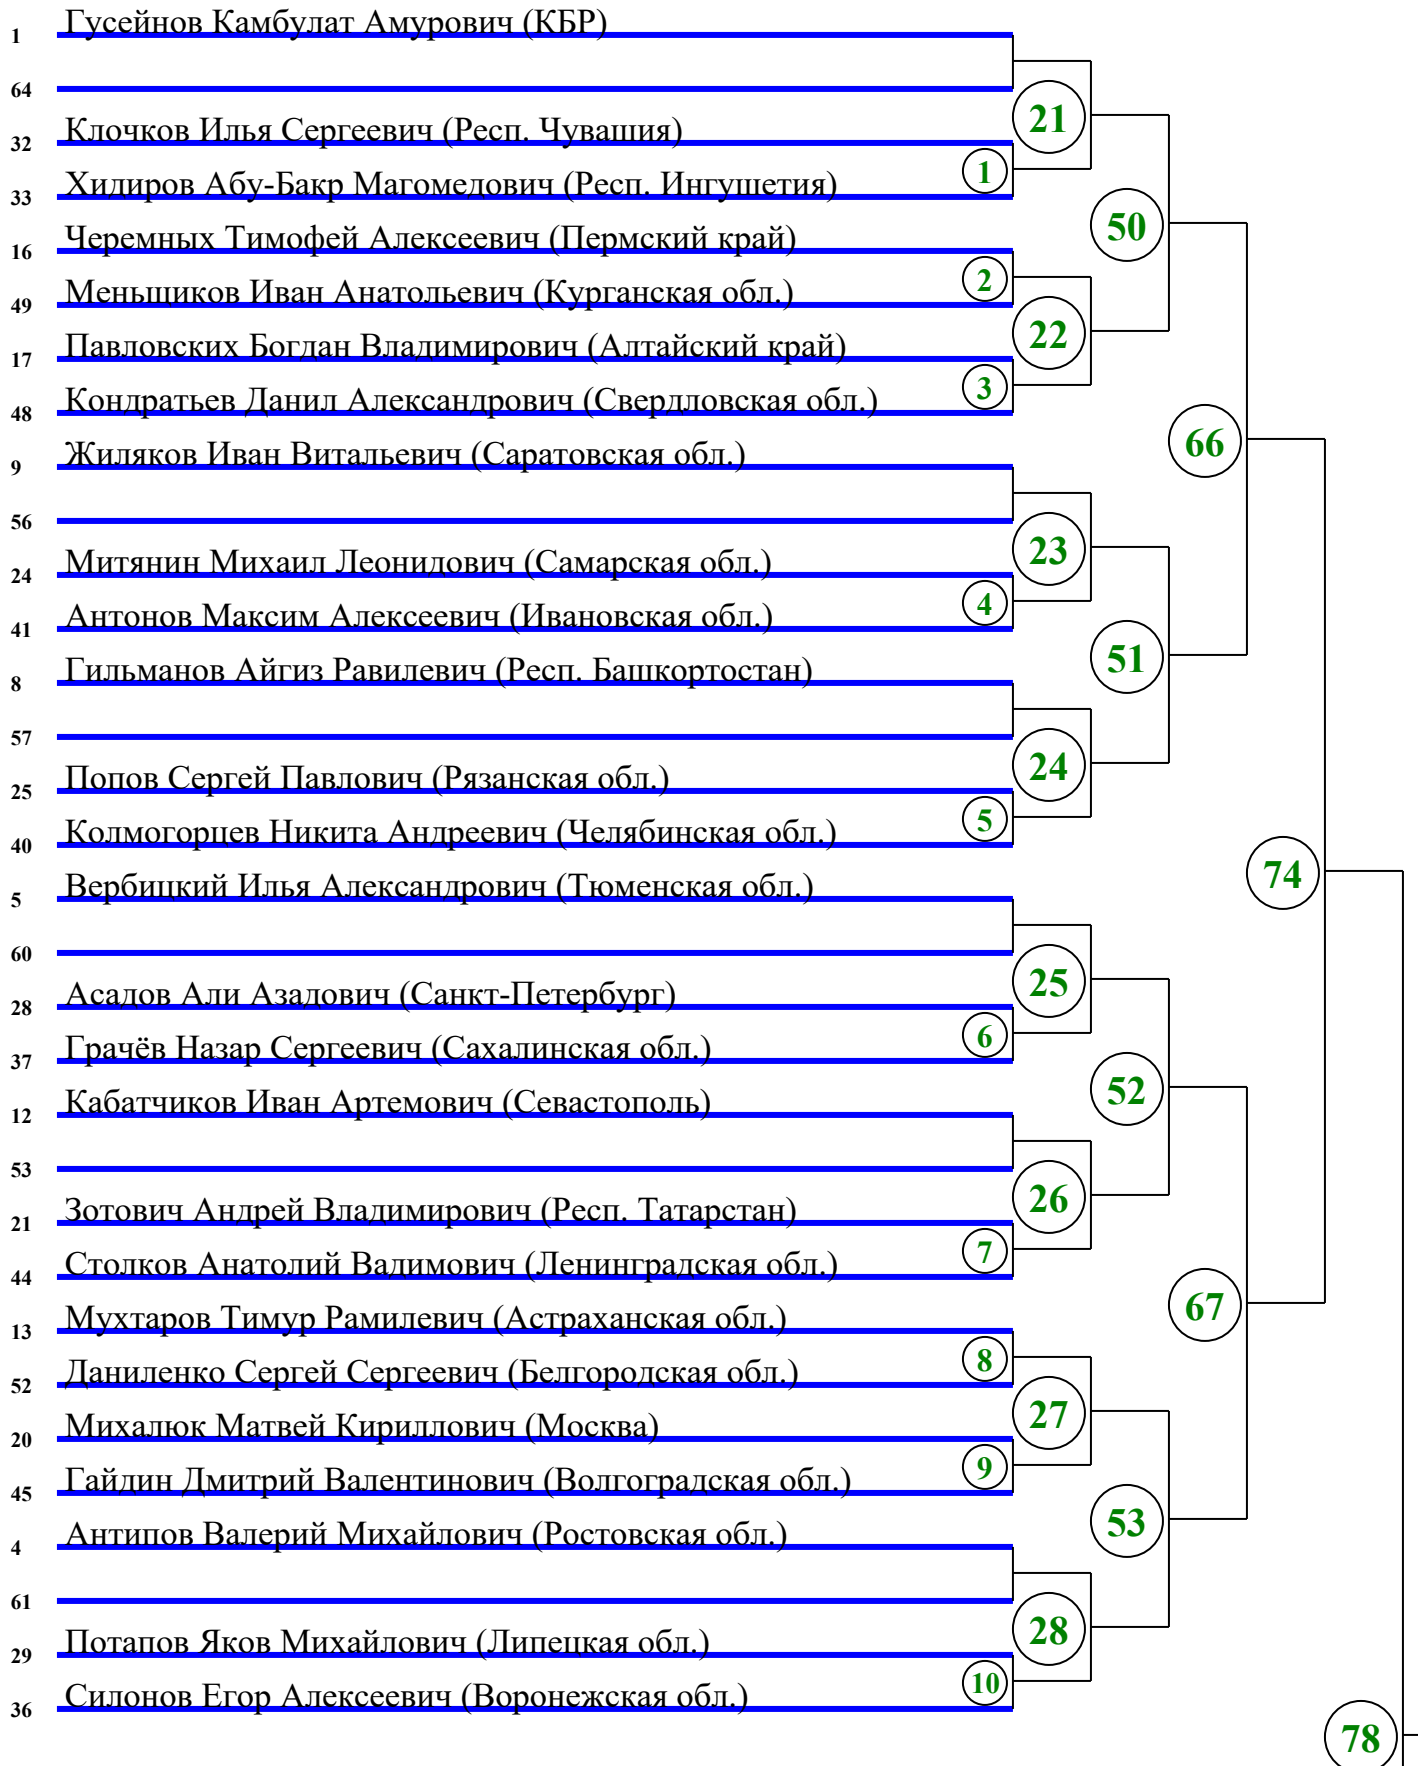 1 Гусейнов Камбулат Амурович (КБР)
64
21
32 Клочков Илья Сергеевич (Респ. Чувашия)
1
33 Хидиров Абу-Бакр Магомедович (Респ. Ингушетия)
50
16 Черемных Тимофей Алексеевич (Пермский край)
2
49 Меньщиков Иван Анатольевич (Курганская обл.)
22
17 Павловских Богдан Владимирович (Алтайский край)
3
48 Кондратьев Данил Александрович (Свердловская обл.)
66
9 Жиляков Иван Витальевич (Саратовская обл.)
56
23
24 Митянин Михаил Леонидович (Самарская обл.)
4
41 Антонов Максим Алексеевич (Ивановская обл.)
51
8 Гильманов Айгиз Равилевич (Респ. Башкортостан)
57
24
25 Попов Сергей Павлович (Рязанская обл.)
5
40 Колмогорцев Никита Андреевич (Челябинская обл.)
74
5 Вербицкий Илья Александрович (Тюменская обл.)
60
25
28 Асадов Али Азадович (Санкт-Петербург)
6
37 Грачёв Назар Сергеевич (Сахалинская обл.)
52
12 Кабатчиков Иван Артемович (Севастополь)
53
26
21 Зотович Андрей Владимирович (Респ. Татарстан)
7
44 Столков Анатолий Вадимович (Ленинградская обл.)
67
13 Мухтаров Тимур Рамилевич (Астраханская обл.)
8
52 Даниленко Сергей Сергеевич (Белгородская обл.)
27
20 Михалюк Матвей Кириллович (Москва)
9
45 Гайдин Дмитрий Валентинович (Волгоградская обл.)
53
4 Антипов Валерий Михайлович (Ростовская обл.)
61
28
29 Потапов Яков Михайлович (Липецкая обл.)
10
36 Силонов Егор Алексеевич (Воронежская обл.)
78